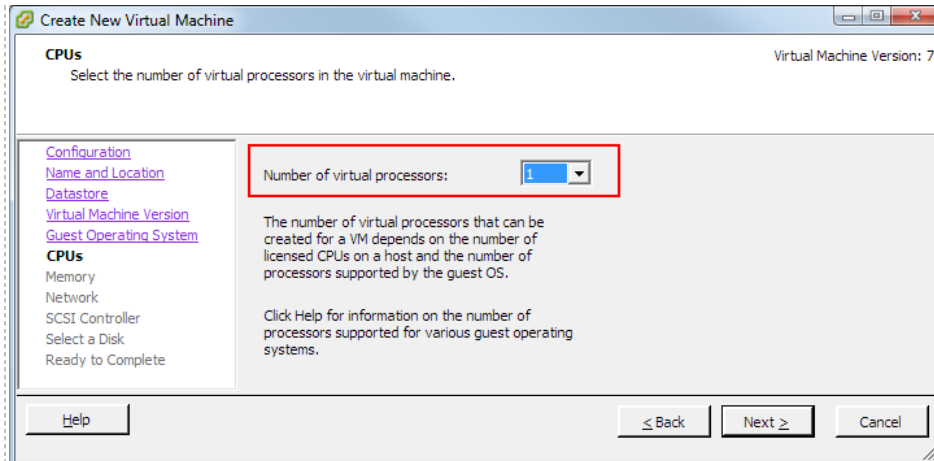 Create New Virtual Machine
CPUs
Select the number of virtual processors in the virtual machine.
Virtual Machine Version: 7
Configuration
Name and Location
Datastore
Virtual Machine Version
Guest Operating System
CPUs
Memory
Network
SCSI Controller
Select a Disk
Ready to Complete
Number of virtual processors:
1
The number of virtual processors that can be
created for a VM depends on the number of
licensed CPUs on a host and the number of
processors supported by the guest OS.
Click Help for information on the number of
processors supported for various guest operating
systems.
Help
< Back
Next >
Cancel